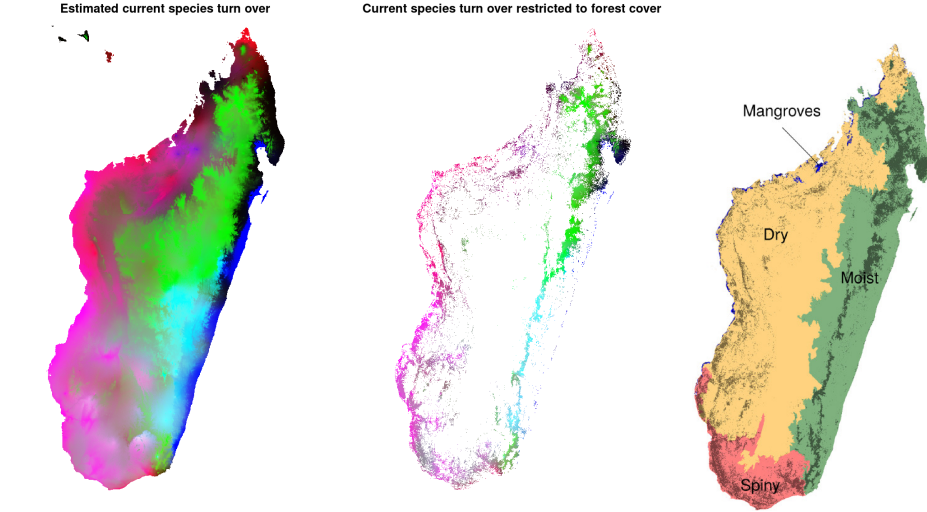 Estimated current species turn over
Current species turn over restricted to forest cover
Mangroves
Dry
Moist
Spiny